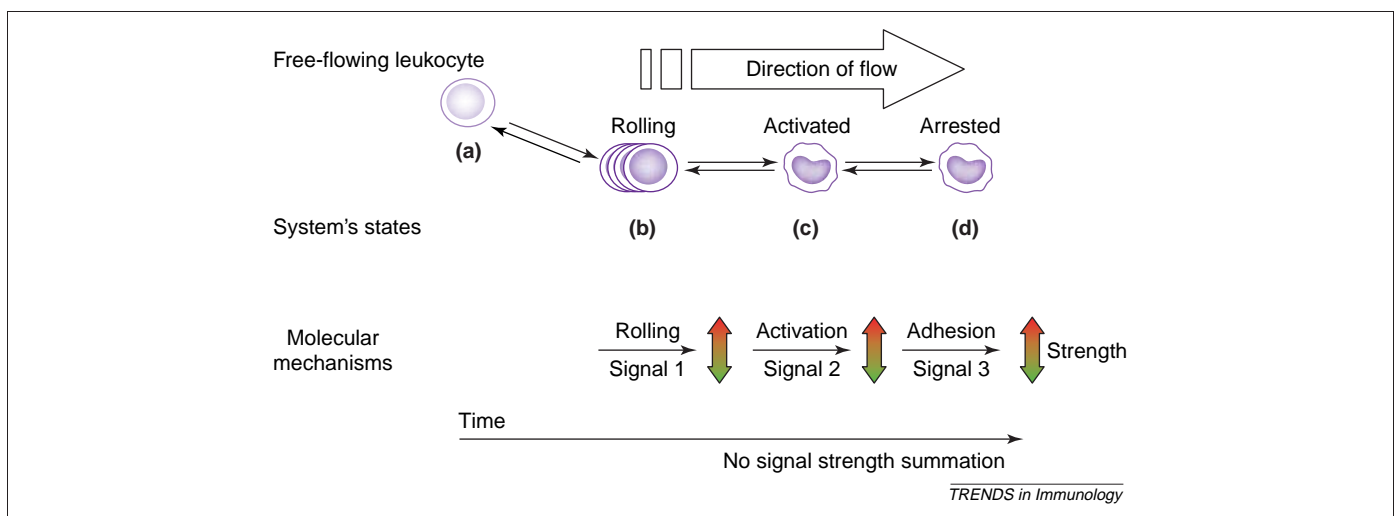 Free-flowing leukocyte
Direction of flow
(a)
Rolling
Activated
Arrested
System's states
(b)
(c)
(d)
Molecular
mechanisms
Rolling
Signal 1
Activation
Signal 2
Adhesion
Signal 3
Strength
Time
No signal strength summation
TRENDS in Immunology